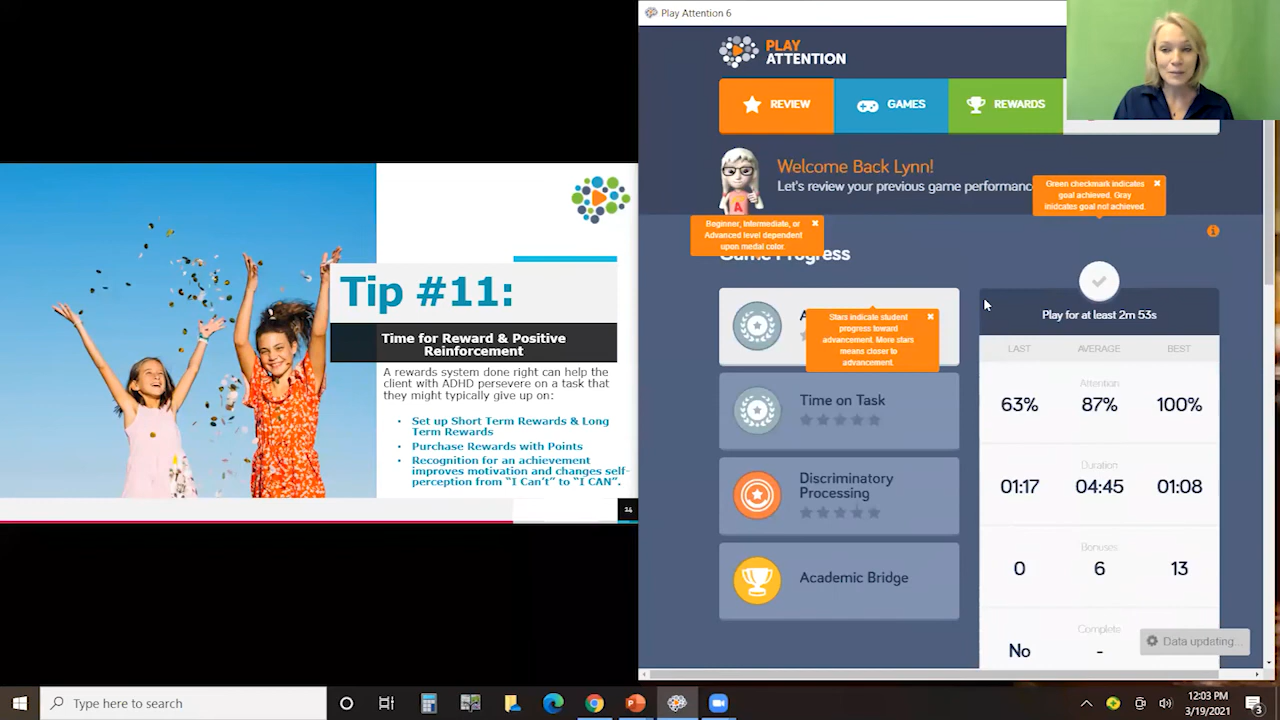 Tip #11:
Time for Reward & Positive
Reinforcement
A rewards system done right can help the
client with ADHD persevere on a task that
they might typically give up on:
• Set up Short Term Rewards & Long
Term Rewards
• Purchase Rewards with Points
• Recognition for an achievement
improves motivation and changes self-
perception from “I Can’t” to “I CAN”.
24
Play Attention 6
PLAY
ATTENTION
REVIEW
GAMES
REWARDS
Welcome Back Lynn!
Let's review your previous game performance
Green checkmark indicates
goal achieved. Gray
inidcates goal not achieved.
Beginner, Intermediate, or
Advanced level dependent
upon medal color.
Game Progress
A
Stars indicate student
progress toward
advancement. More stars
means closer to
advancement.
Time on Task
Discriminatory
Processing
Academic Bridge
Play for at least 2m 53s
LAST AVERAGE BEST
Attention
63% 87% 100%
Duration
01:17 04:45 01:08
Bonuses
0 6 13
Complete
No -
Data updating...
Type here to search
12:03 PM
3/19/2021
3